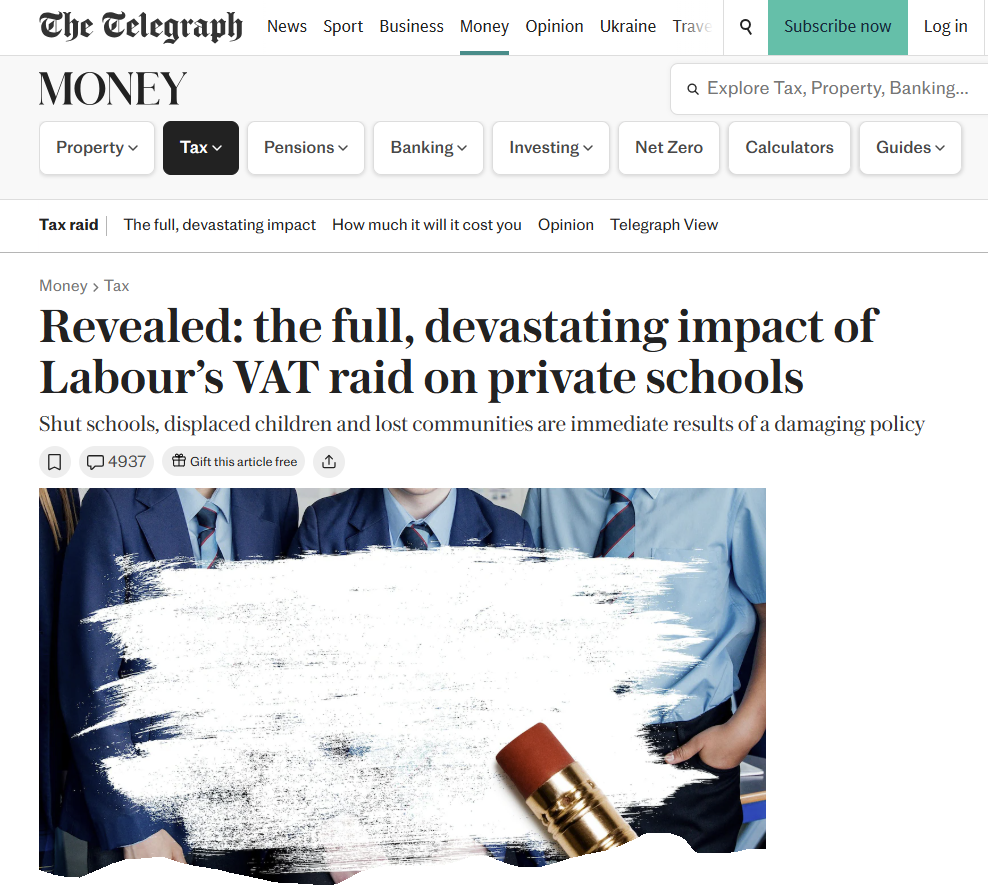 The Telegraph News Sport Business Money Opinion Ukraine Trave Subscribe now Log in
MONEY
Explore Tax, Property, Banking...
Property Tax Pensions Banking Investing Net Zero Calculators Guides
Tax raid The full, devastating impact How much it will it cost you Opinion Telegraph View
Money > Tax
Revealed: the full, devastating impact of
Labour’s VAT raid on private schools
Shut schools, displaced children and lost communities are immediate results of a damaging policy
4937 Gift this article free